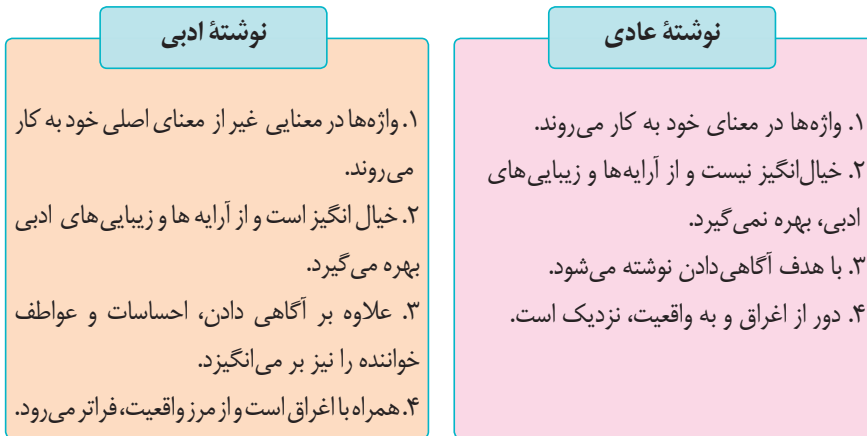 نوشتهٔ عادی
۱. واژه‌ها در معنای خود به کار می‌روند.
۲. خیال‌انگیز نیست و از آرایه‌ها و زیبایی‌های
ادبی، بهره نمی‌گیرد.
۳. با هدف آگاهی‌دادن نوشته می‌شود.
۴. دور از اغراق و به واقعیت، نزدیک است.
نوشتهٔ ادبی
۱. واژه‌ها در معنایی غیر از معنای اصلی خود به کار
می‌روند.
۲. خیال انگیز است و از آرایه ها و زیبایی‌های ادبی
بهره می‌گیرد.
۳. علاوه بر آگاهی دادن، احساسات و عواطف
خواننده را نیز بر می‌انگیزد.
۴. همراه با اغراق است و از مرز واقعیت، فراتر می‌رود.